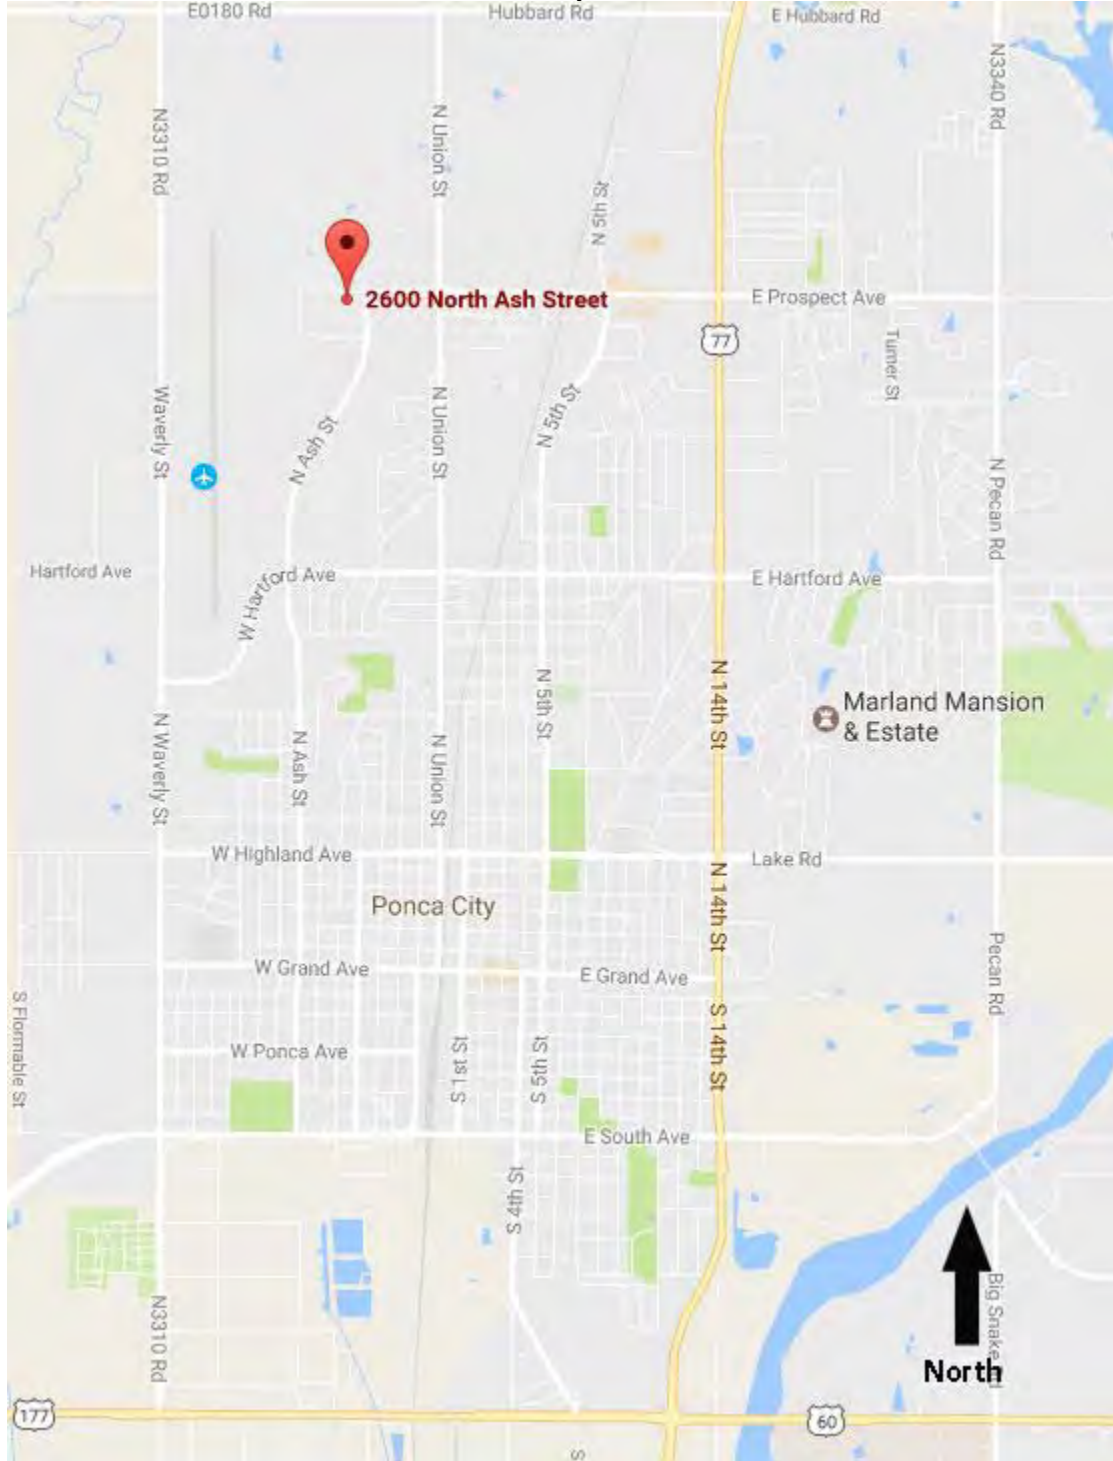 E0180 Rd
Hubbard Rd
E Hubbard Rd
N3310 Rd
N Union St
N3340 Rd
N 5th St
2600 North Ash Street
E Prospect Ave
77
Turner St
Waverly St
N Union St
N 5th St
N Ash St
N Pecan Rd
Hartford Ave
W Hartford Ave
E Hartford Ave
N 14th St
N 5th St
Marland Mansion
& Estate
N Waverly St
N Ash St
N Union St
W Highland Ave
Lake Rd
N 14th St
Ponca City
Pecan Rd
W Grand Ave
E Grand Ave
S Flormable St
S 14th St
W Ponca Ave
S 1st St
S 5th St
E South Ave
S 4th St
N3310 Rd
Big Snake
North
177
60
S